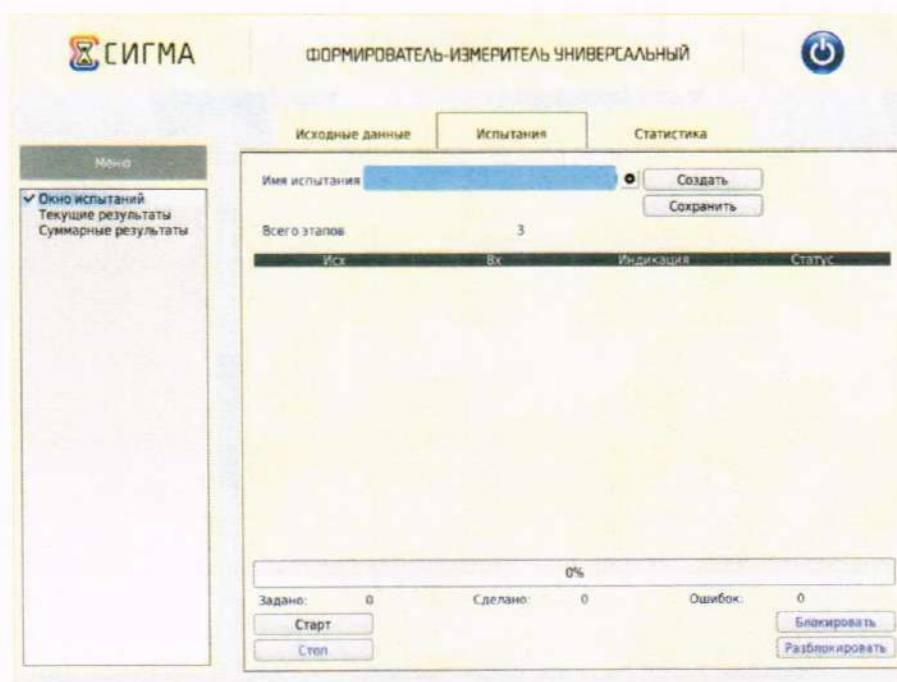 СИГМА
ФОРМИРОВАТЕЛЬ-ИЗМЕРИТЕЛЬ УНИВЕРСАЛЬНЫЙ
Исходные данные Испытания Статистика
Меню
Окно испытаний
Текущие результаты
Суммарные результаты
Имя испытания Создать
Сохранить
Всего этапов 3
Исх Вх Индикация Статус
0%
Задано: 0 Сделано: 0 Ошибок: 0
Старт Блокировать
Стоп Разблокировать